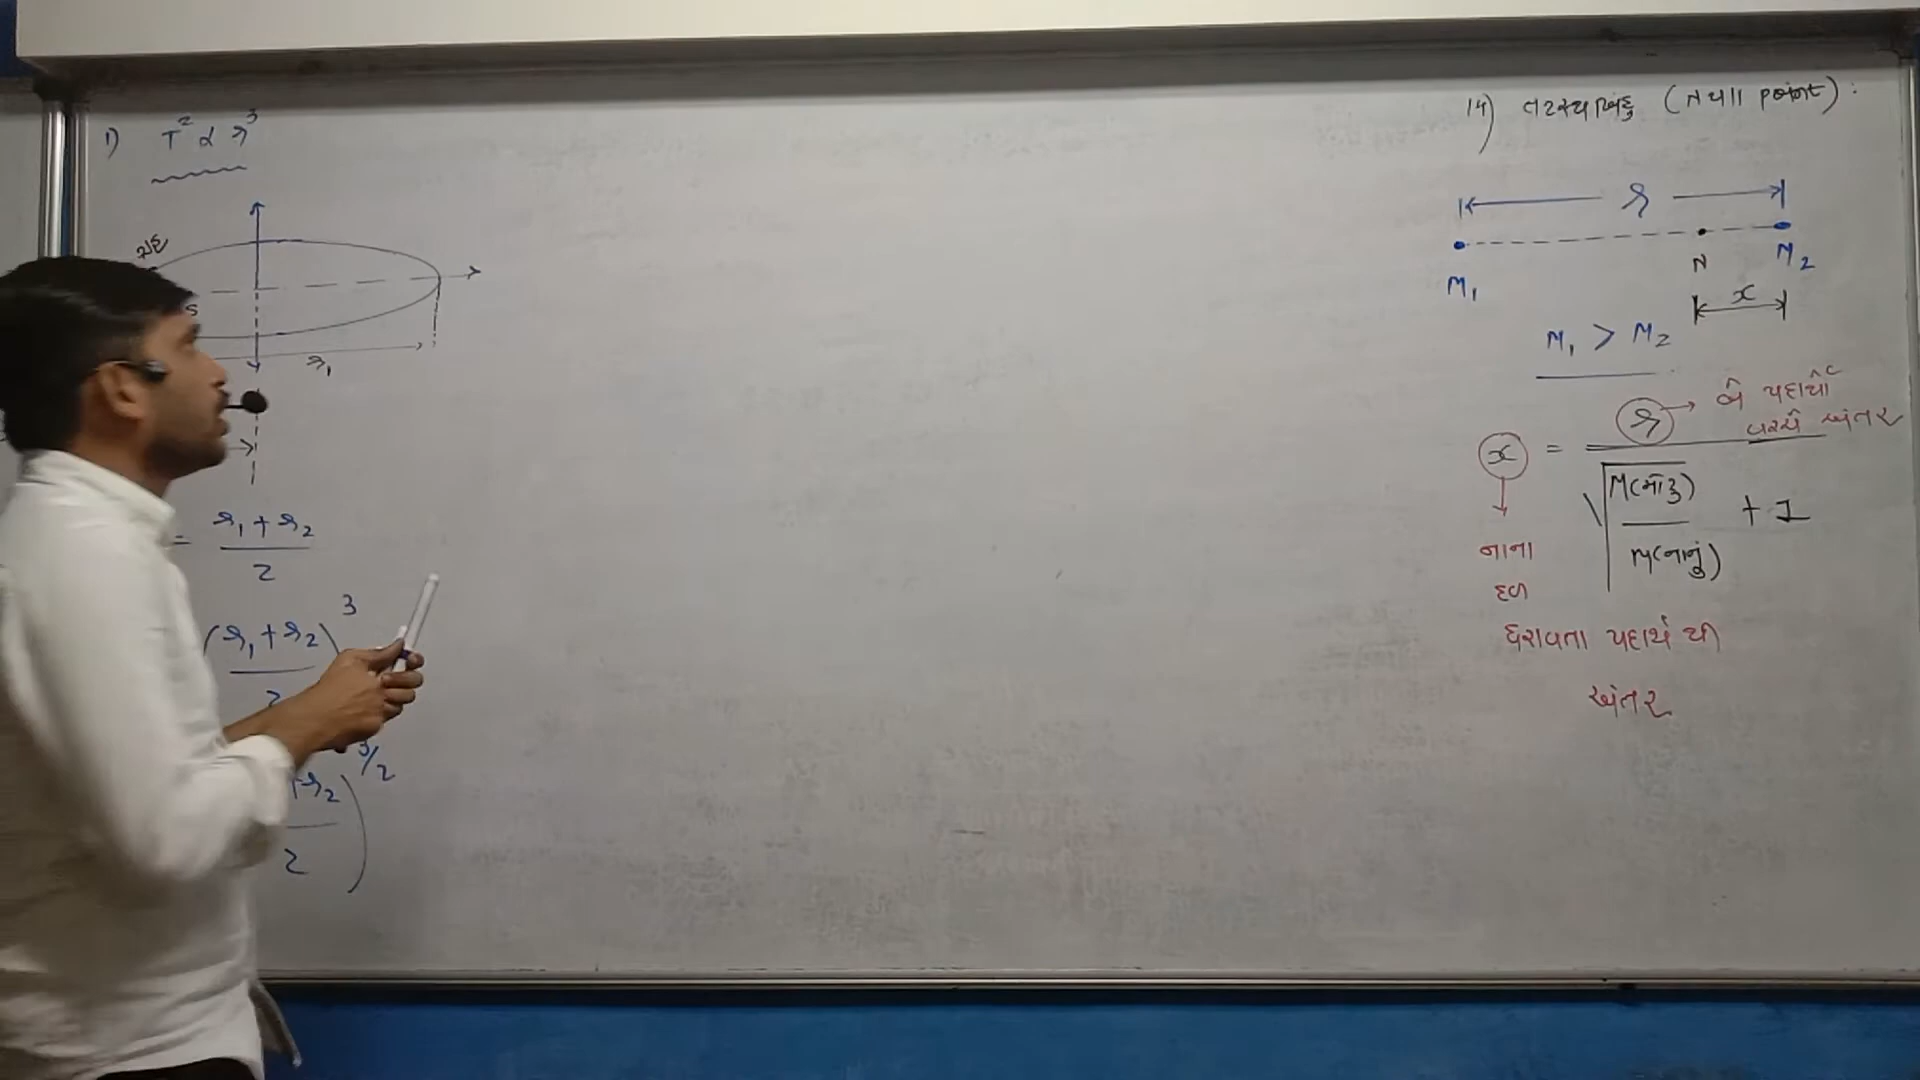 1) T² α r³
ગ્રહ
S
r₁
= r₁ + r₂ / 2
(r₁ + r₂ / 2)³
r₂ / 2)^3/2
14) તટસ્થબિંદુ (Null point) :
r
M₁ N M₂
x
M₁ > M₂
x = r / √(M(મોટું) / M(નાનું)) + 1
r → બે પદાર્થો
વચ્ચે અંતર
નાના
દળ
ધરાવતા પદાર્થ થી
અંતર